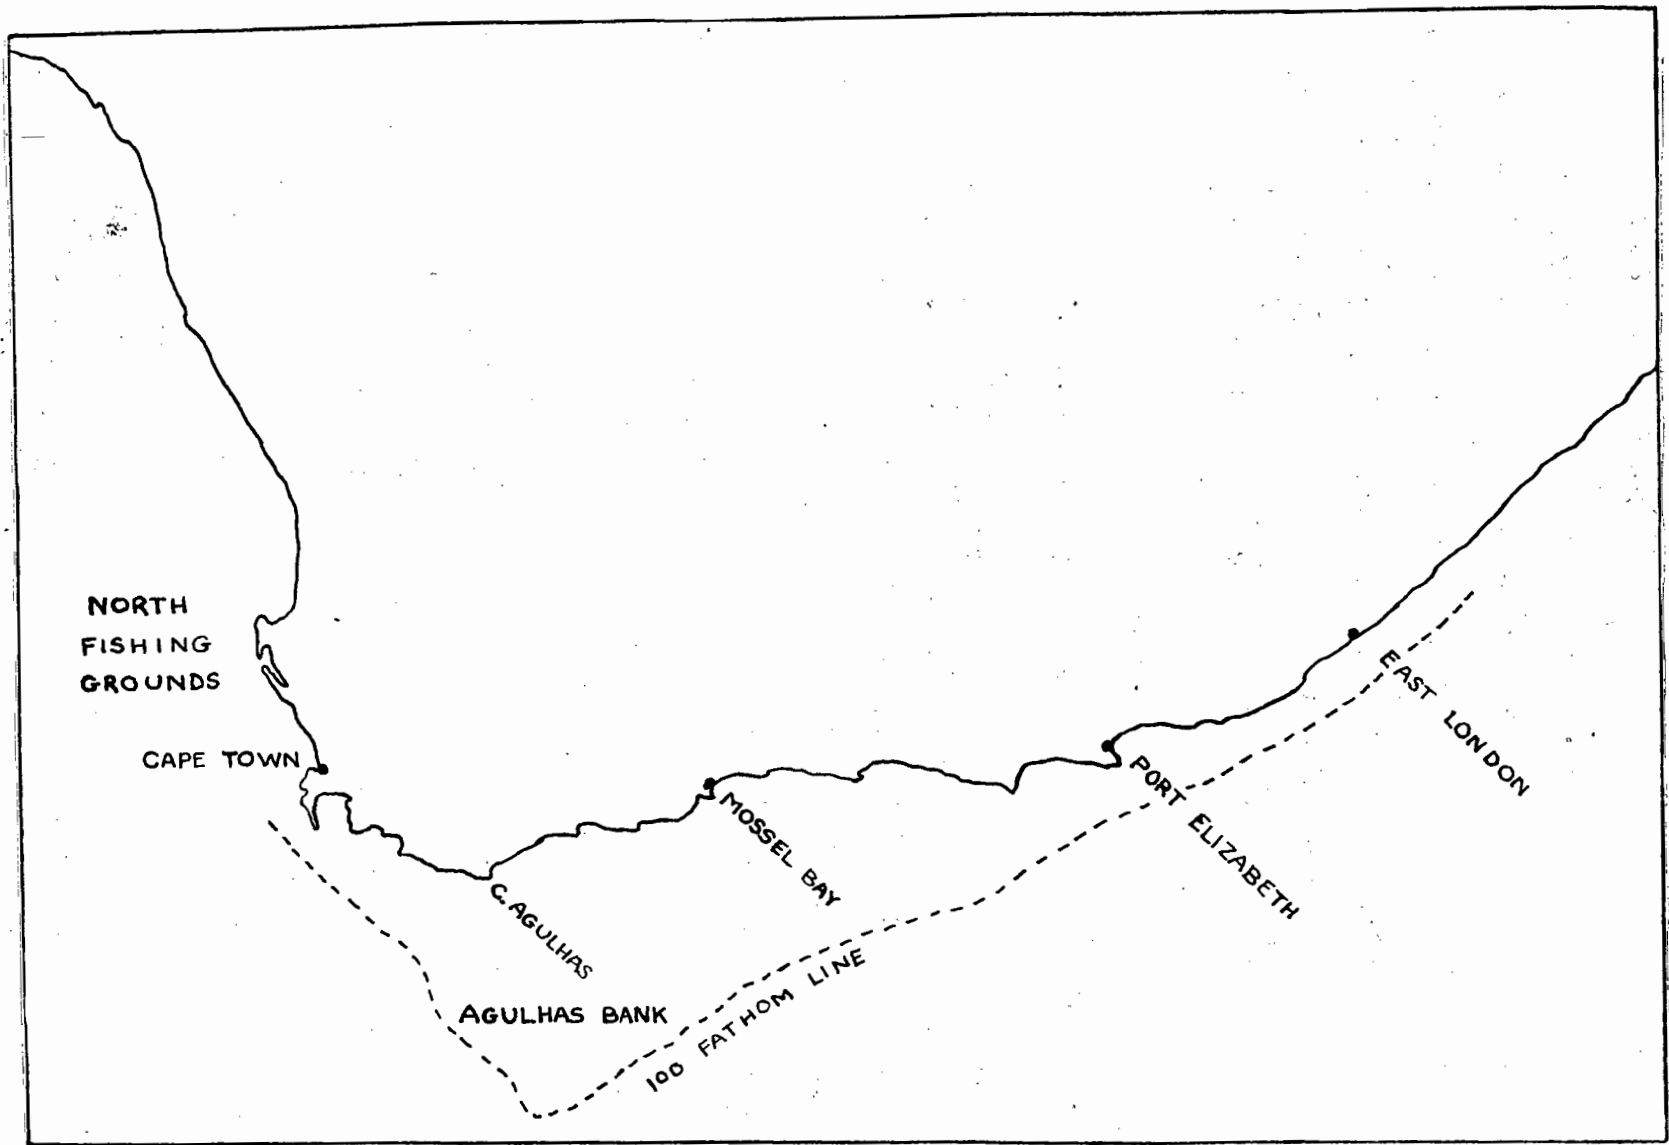 NORTH
FISHING
GROUNDS
CAPE TOWN
C. AGULHAS
MOSSEL BAY
PORT ELIZABETH
EAST LONDON
AGULHAS BANK
100 FATHOM LINE